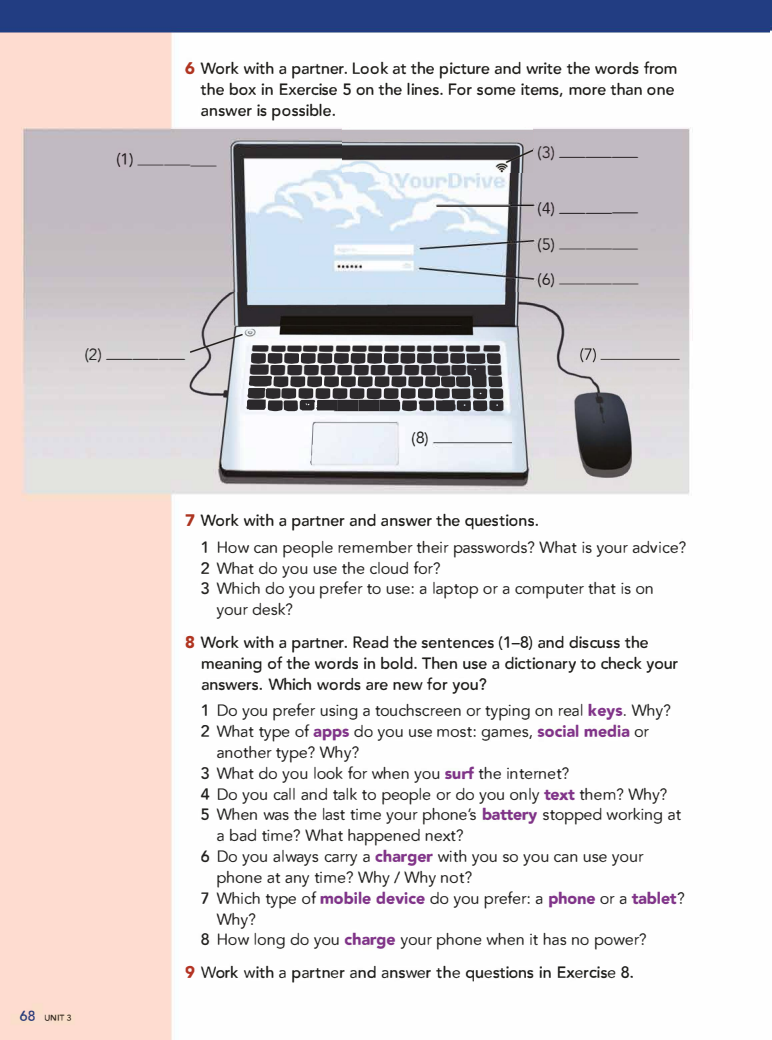 6 Work with a partner. Look at the picture and write the words from
the box in Exercise 5 on the lines. For some items, more than one
answer is possible.
(1) ________
YourDrive
(3) ________
(4) ________
(5) ________
(6) ________
(2) ________
(7) ________
(8) ________
7 Work with a partner and answer the questions.
1 How can people remember their passwords? What is your advice?
2 What do you use the cloud for?
3 Which do you prefer to use: a laptop or a computer that is on
your desk?
8 Work with a partner. Read the sentences (1–8) and discuss the
meaning of the words in bold. Then use a dictionary to check your
answers. Which words are new for you?
1 Do you prefer using a touchscreen or typing on real keys. Why?
2 What type of apps do you use most: games, social media or
another type? Why?
3 What do you look for when you surf the internet?
4 Do you call and talk to people or do you only text them? Why?
5 When was the last time your phone's battery stopped working at
a bad time? What happened next?
6 Do you always carry a charger with you so you can use your
phone at any time? Why / Why not?
7 Which type of mobile device do you prefer: a phone or a tablet?
Why?
8 How long do you charge your phone when it has no power?
9 Work with a partner and answer the questions in Exercise 8.
68 UNIT 3